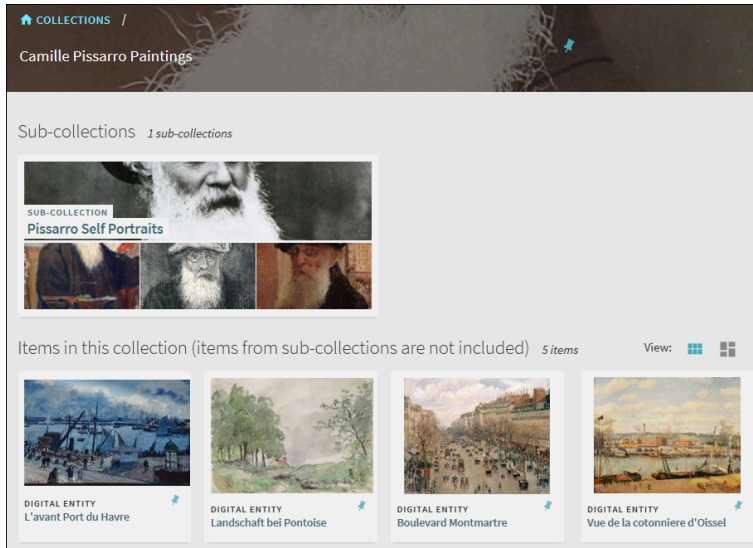 COLLECTIONS /
Camille Pissarro Paintings
Sub-collections 1 sub-collections
SUB-COLLECTION
Pissarro Self Portraits
Items in this collection (items from sub-collections are not included) 5 items View:
DIGITAL ENTITY
L'avant Port du Havre
DIGITAL ENTITY
Landschaft bei Pontoise
DIGITAL ENTITY
Boulevard Montmartre
DIGITAL ENTITY
Vue de la cotonniere d'Oissel